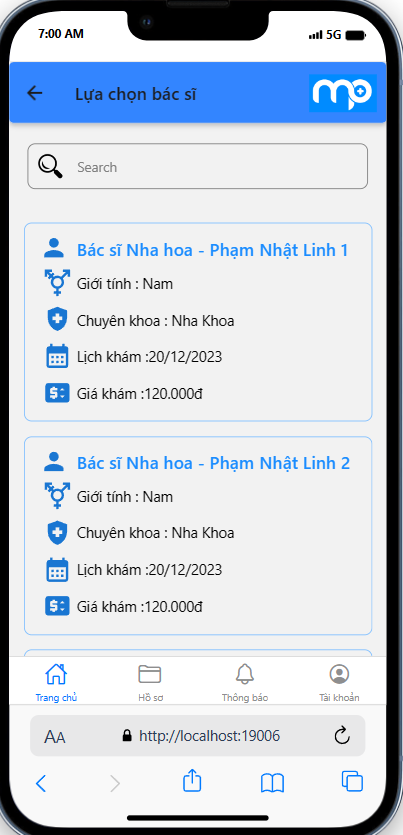 7:00 AM
5G
Lựa chọn bác sĩ
mp
Search
Bác sĩ Nha hoa - Phạm Nhật Linh 1
Giới tính : Nam
Chuyên khoa : Nha Khoa
Lịch khám :20/12/2023
Giá khám :120.000đ
Bác sĩ Nha hoa - Phạm Nhật Linh 2
Giới tính : Nam
Chuyên khoa : Nha Khoa
Lịch khám :20/12/2023
Giá khám :120.000đ
Trang chủ
Hồ sơ
Thông báo
Tài khoản
AA
http://localhost:19006